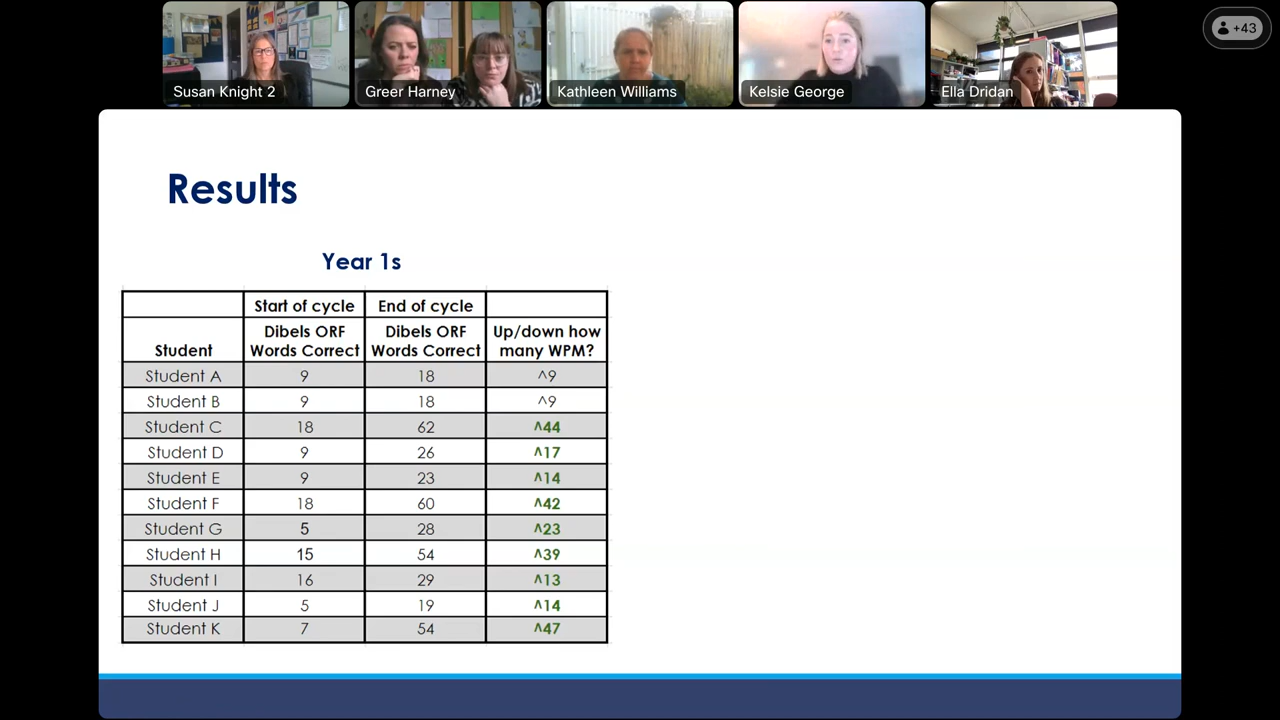 Susan Knight 2
Greer Harney
Kathleen Williams
Kelsie George
Ella Dridan
+43
Results
Year 1s
Start of cycle End of cycle
Student Dibels ORF Words Correct Dibels ORF Words Correct Up/down how many WPM?
Student A 9 18 ^9
Student B 9 18 ^9
Student C 18 62 ^44
Student D 9 26 ^17
Student E 9 23 ^14
Student F 18 60 ^42
Student G 5 28 ^23
Student H 15 54 ^39
Student I 16 29 ^13
Student J 5 19 ^14
Student K 7 54 ^47